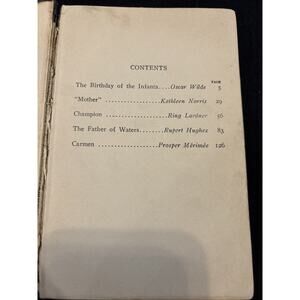 CONTENTS
PAGE
The Birthday of the Infanta....Oscar Wilde 5
"Mother" ....................Kathleen Norris 29
Champion ....................Ring Lardner 56
The Father of Waters........Rupert Hughes 83
Carmen ....................Prosper Mérimée 126